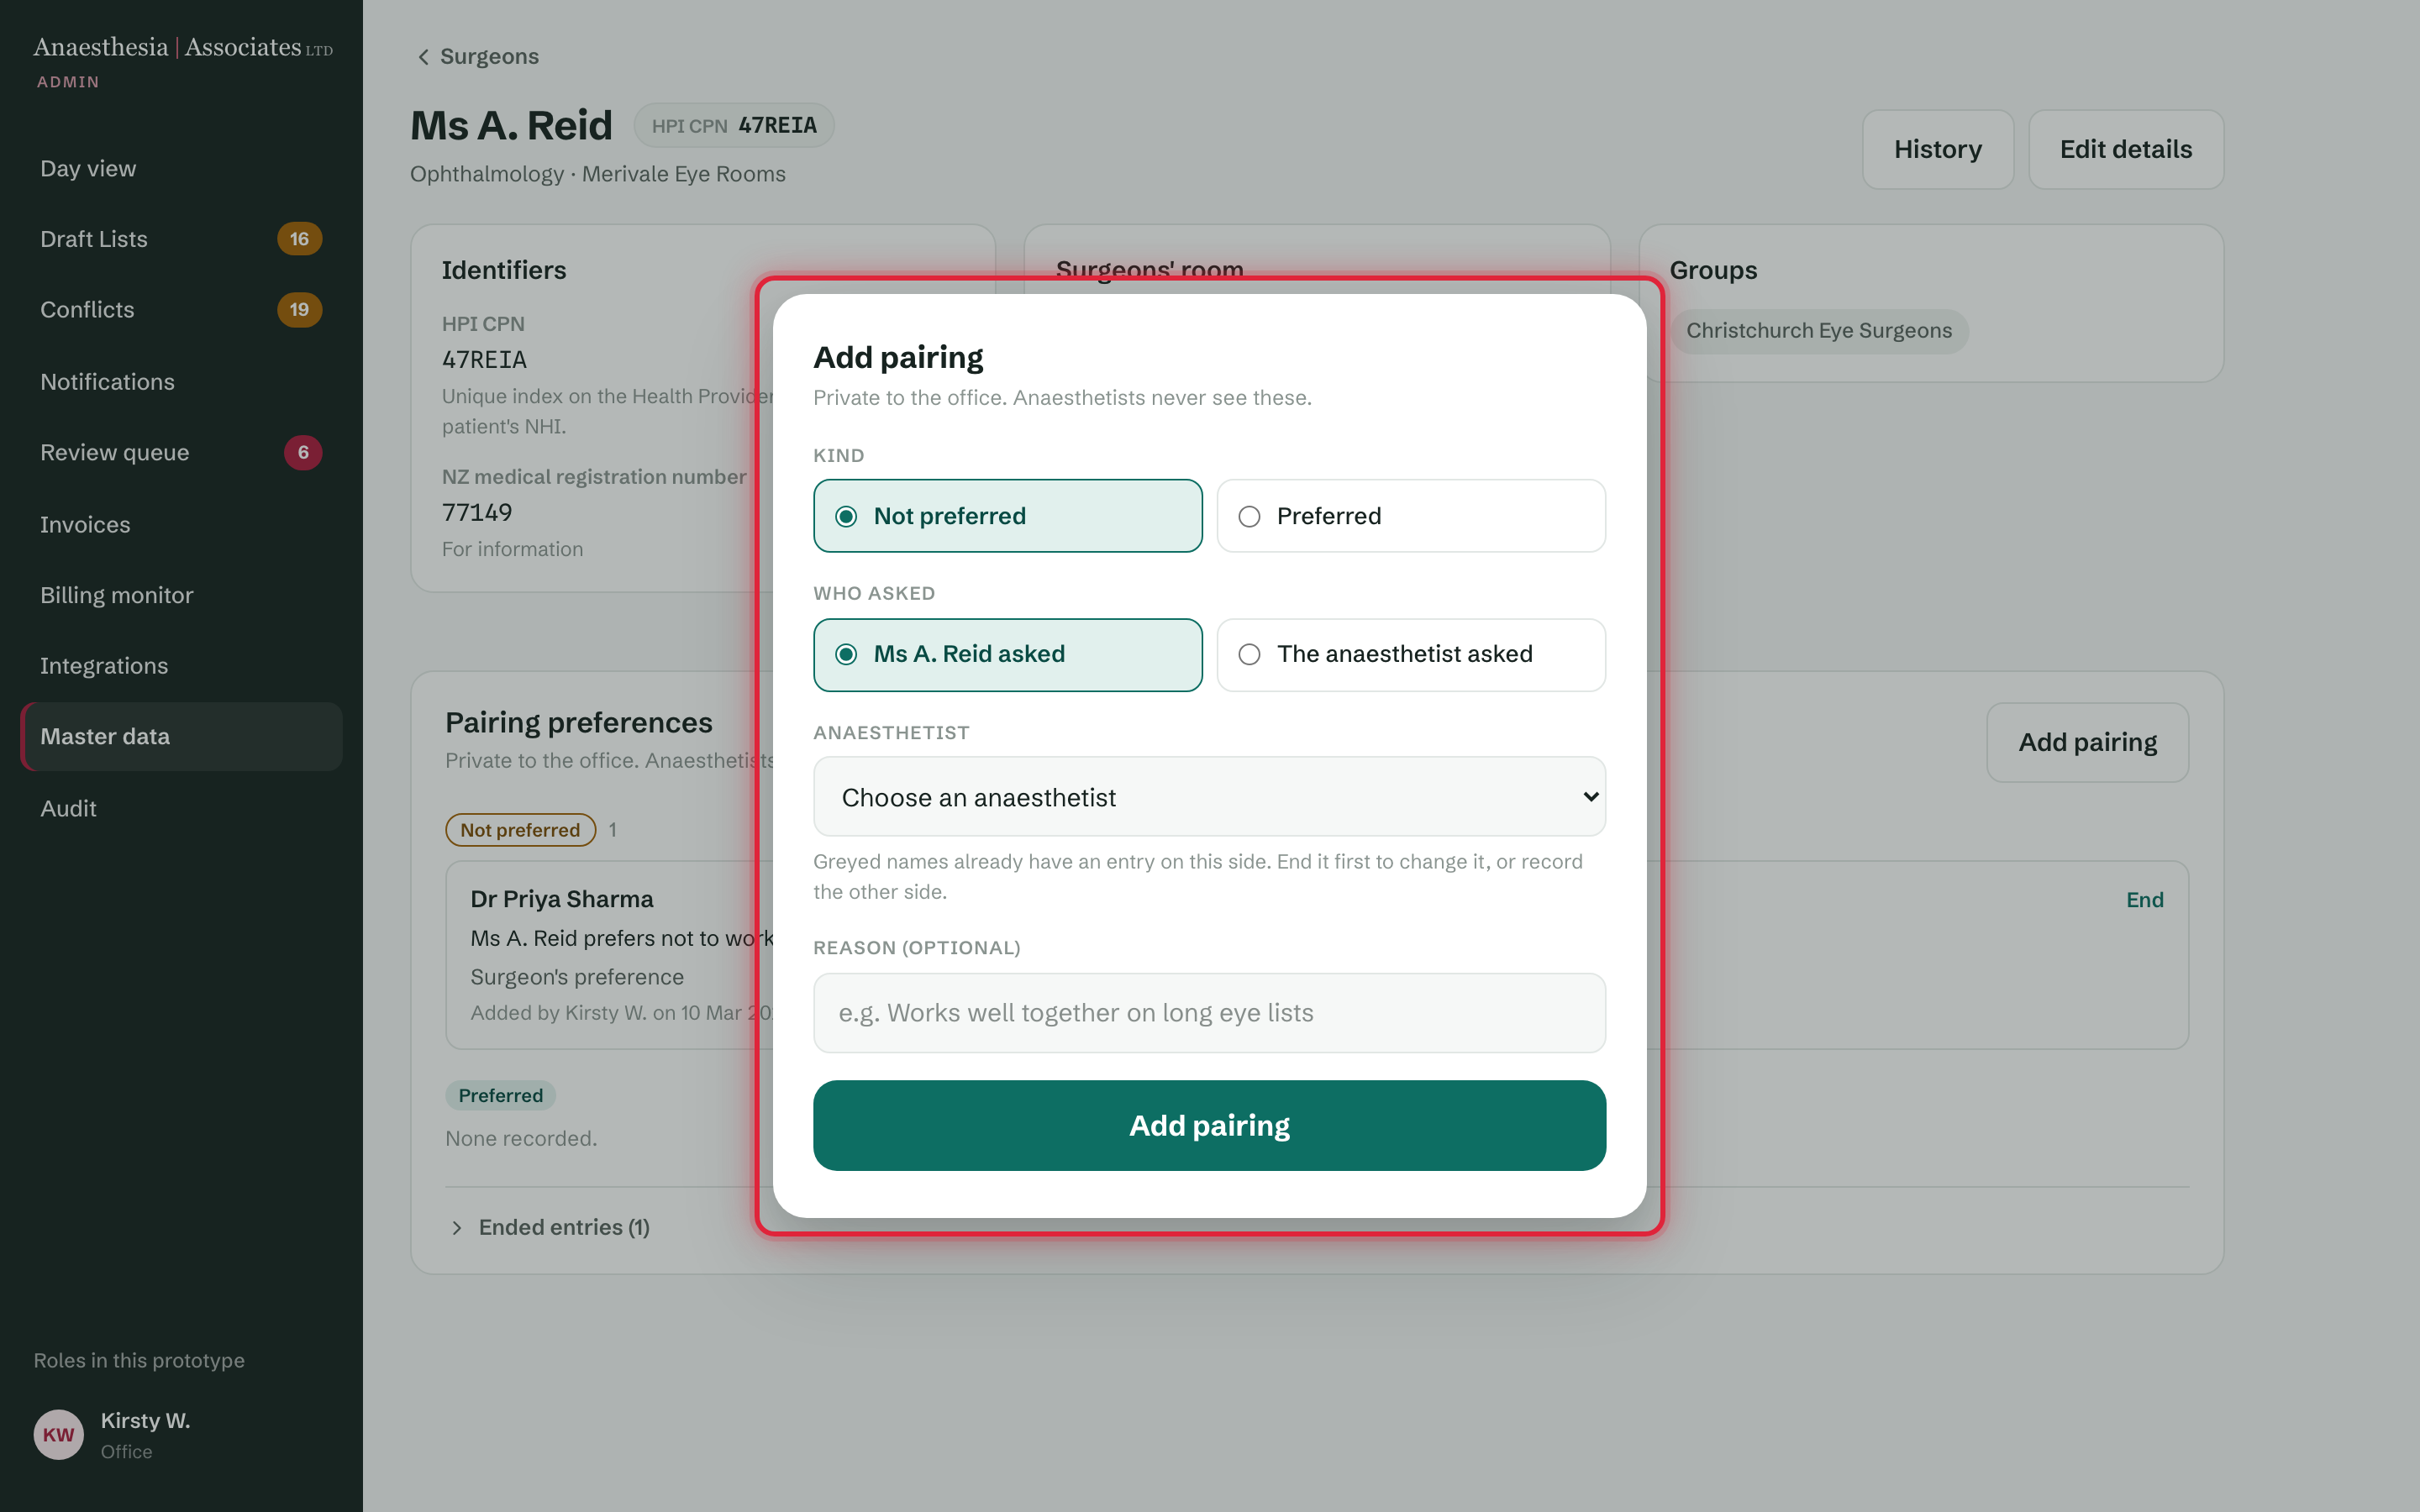 Anaesthesia | Associates LTD
ADMIN
Day view
Draft Lists 16
Conflicts 19
Notifications
Review queue 6
Invoices
Billing monitor
Integrations
Master data
Audit
Roles in this prototype
KW
Kirsty W.
Office
Surgeons
Ms A. Reid HPI CPN 47REIA
Ophthalmology · Merivale Eye Rooms
History
Edit details
Identifiers
HPI CPN
47REIA
Unique index on the Health Provider
patient's NHI.
NZ medical registration number
77149
For information
Surgeons' room
Groups
Christchurch Eye Surgeons
Pairing preferences
Private to the office. Anaesthetists
Add pairing
Not preferred 1
Dr Priya Sharma
End
Ms A. Reid prefers not to work
Surgeon's preference
Added by Kirsty W. on 10 Mar
Preferred
None recorded.
Ended entries (1)
Add pairing
Private to the office. Anaesthetists never see these.
KIND
Not preferred
Preferred
WHO ASKED
Ms A. Reid asked
The anaesthetist asked
ANAESTHETIST
Choose an anaesthetist
Greyed names already have an entry on this side. End it first to change it, or record
the other side.
REASON (OPTIONAL)
e.g. Works well together on long eye lists
Add pairing